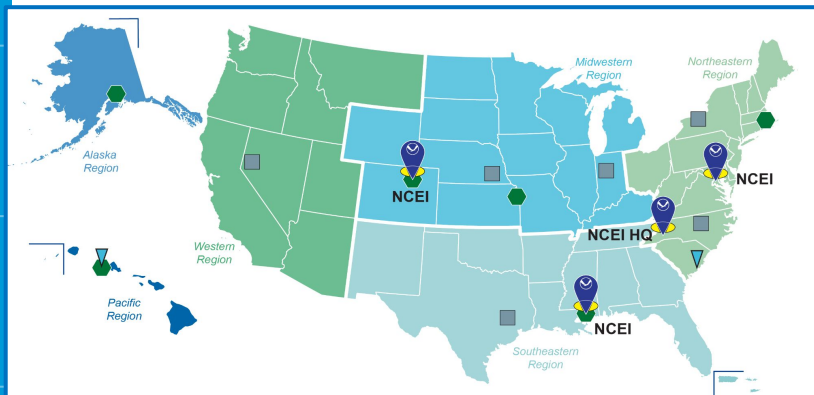 Midwestern
Region
Northeastern
Region
Alaska
Region
NCEI
NCEI
NCEI HQ
Western
Region
Pacific
Region
NCEI
Southeastern
Region